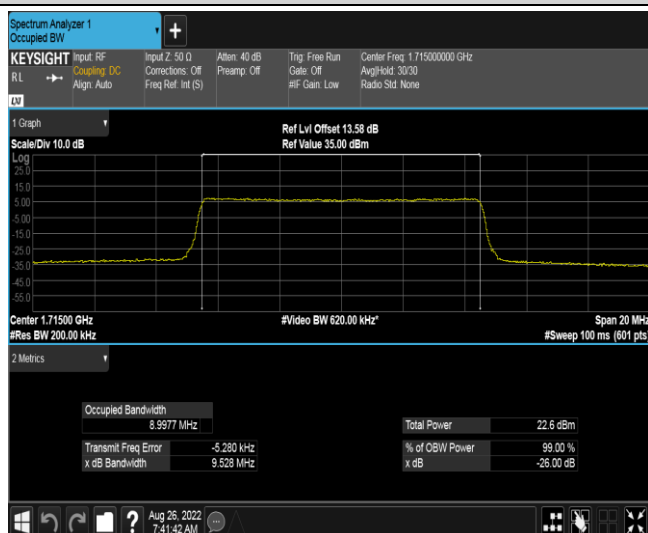 Spectrum Analyzer 1
Occupied BW
+
KEYSIGHT
Input: RF
Input Z: 50 Ω
Atten: 40 dB
Trig: Free Run
Center Freq: 1.715000000 GHz
RL
Coupling: DC
Corrections: Off
Preamp: Off
Gate: Off
Avg|Hold: 30/30
Align: Auto
Freq Ref: Int (S)
#IF Gain: Low
Radio Std: None
LXI
1 Graph
Ref Lvl Offset 13.58 dB
Scale/Div 10.0 dB
Ref Value 35.00 dBm
Log
25.0
15.0
5.00
-5.00
-15.0
-25.0
-35.0
-45.0
-55.0
Center 1.71500 GHz
#Video BW 620.00 kHz*
Span 20 MHz
#Res BW 200.00 kHz
#Sweep 100 ms (601 pts)
2 Metrics
Occupied Bandwidth
8.9977 MHz
Total Power
22.6 dBm
Transmit Freq Error
-5.280 kHz
% of OBW Power
99.00 %
x dB Bandwidth
9.528 MHz
x dB
-26.00 dB
?
Aug 26, 2022
7:41:42 AM